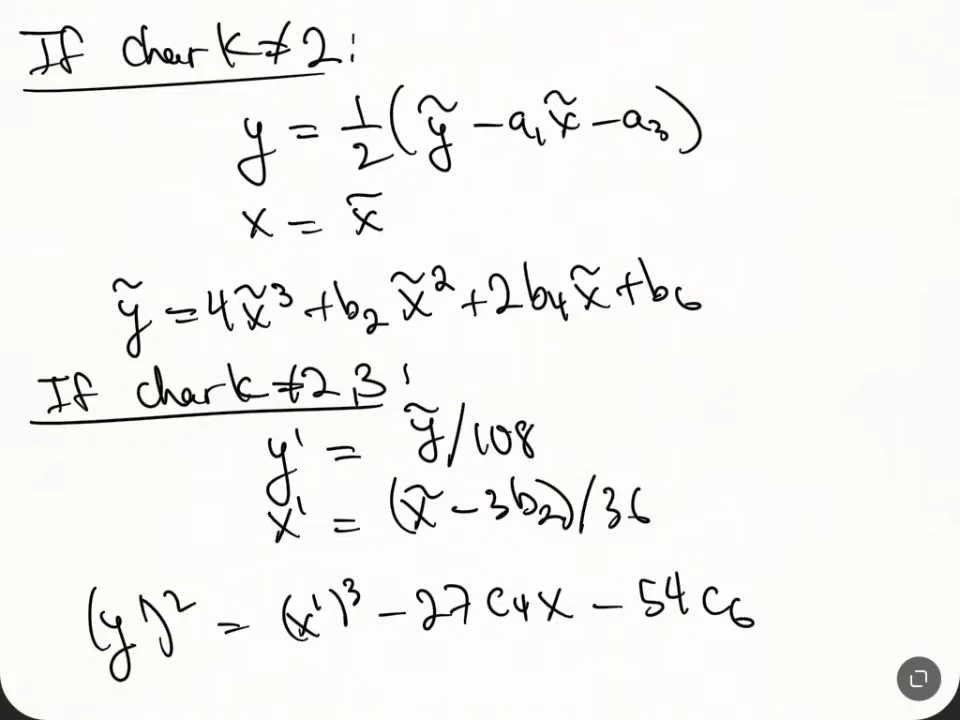 If char k≠2:
y = 1/2 (ỹ - a₁x̃ - a₃)
x = x̃
ỹ = 4x̃³ + b₂x̃² + 2b₄x̃ + b₆
If char k≠2,3:
y' = ỹ/108
x' = (x̃ - 3b₂)/36
(y')² = (x')³ - 27c₄x - 54c₆